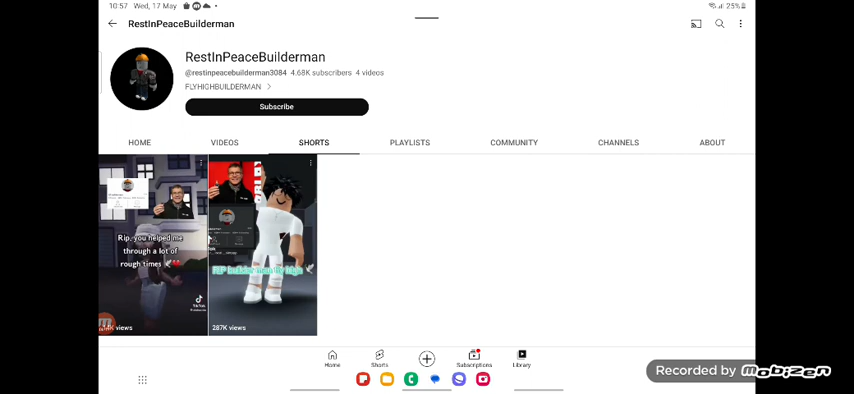 10:57 Wed, 17 May
25%
RestInPeaceBuilderman
RestInPeaceBuilderman
@restinpeacebuilderman3084 4.68K subscribers 4 videos
FLYHIGHBUILDERMAN
Subscribe
HOME VIDEOS SHORTS PLAYLISTS COMMUNITY CHANNELS ABOUT
Rip, you helped me
through a lot of
rough times
TikTok
views
287K views
Home Shorts Subscriptions Library
Recorded by mobizen